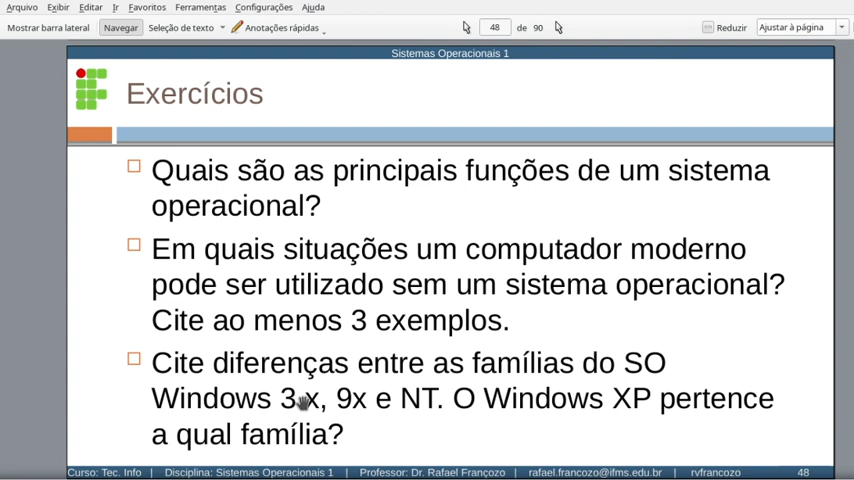 Arquivo Exibir Editar Ir Favoritos Ferramentas Configurações Ajuda
Mostrar barra lateral Navegar Seleção de texto Anotações rápidas 48 de 90 Reduzir Ajustar à página
Sistemas Operacionais 1
Exercícios
Quais são as principais funções de um sistema
operacional?
Em quais situações um computador moderno
pode ser utilizado sem um sistema operacional?
Cite ao menos 3 exemplos.
Cite diferenças entre as famílias do SO
Windows 3.x, 9x e NT. O Windows XP pertence
a qual família?
Curso: Tec. Info | Disciplina: Sistemas Operacionais 1 | Professor: Dr. Rafael Françozo | rafael.francozo@ifms.edu.br | rvfrancozo 48